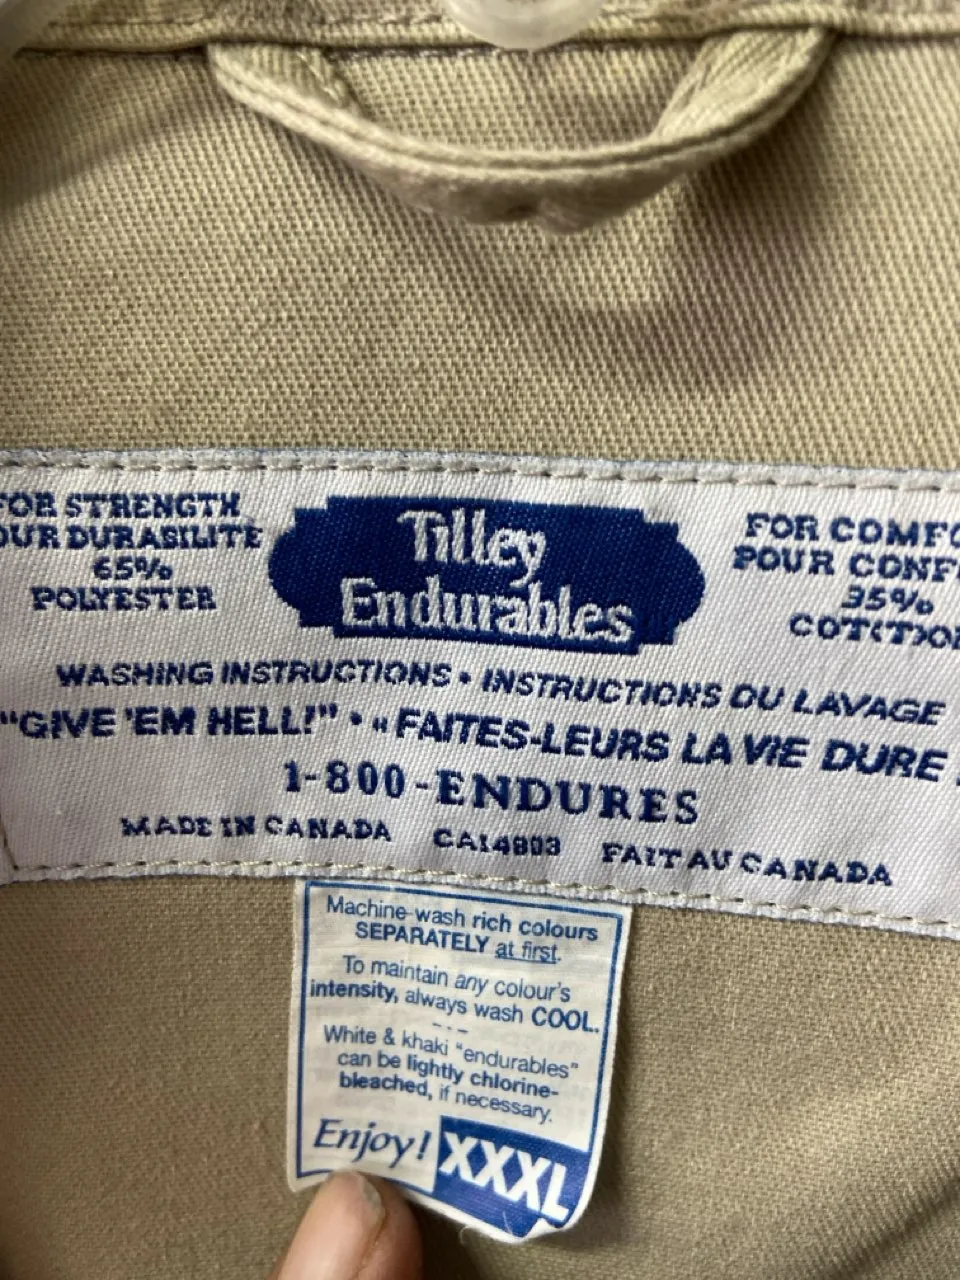 FOR STRENGTH
POUR DURABILITE
65%
POLYESTER
Tilley
Endurables
FOR COMFO
POUR CONF
35%
COT(T)O
WASHING INSTRUCTIONS • INSTRUCTIONS DU LAVAGE
"GIVE 'EM HELL!" • « FAITES-LEURS LA VIE DURE
1-800-ENDURES
MADE IN CANADA CA14803 FAIT AU CANADA
Machine-wash rich colours
SEPARATELY at first.
To maintain any colour's
intensity, always wash COOL.
- - -
White & khaki "endurables"
can be lightly chlorine-
bleached, if necessary.
Enjoy! XXXL